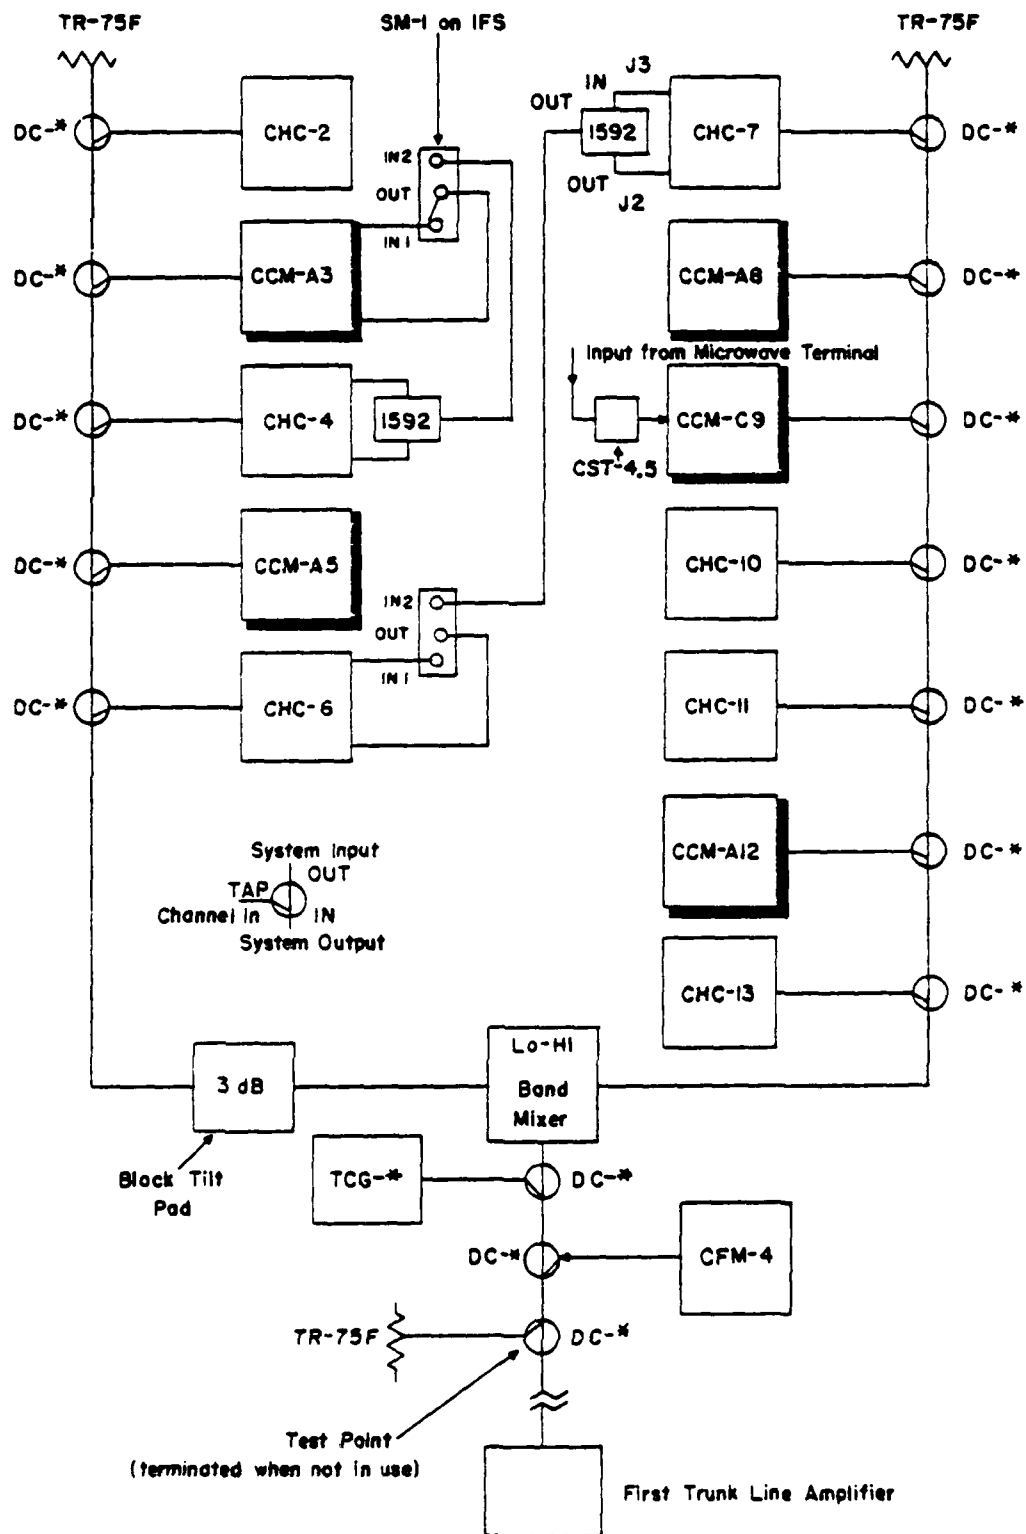 TR-75F
SM-1 on IFS
TR-75F
DC-*
CHC-2
IN2
OUT
IN1
OUT
IN
J3
1592
OUT
J2
CHC-7
DC-*
DC-*
CCM-A3
CCM-A8
DC-*
Input from Microwave Terminal
DC-*
CHC-4
1592
CST-4.5
CCM-C9
DC-*
DC-*
CCM-A5
CHC-10
DC-*
IN2
OUT
IN1
DC-*
CHC-6
CHC-11
DC-*
CCM-A12
DC-*
System Input
OUT
TAP
Channel In
IN
System Output
CHC-13
DC-*
3 dB
Lo-HI
Band
Mixer
Block Tilt
Pad
TCG-*
DC-*
DC-*
CFM-4
TR-75F
DC-*
Test Point
(terminated when not in use)
First Trunk Line Amplifier